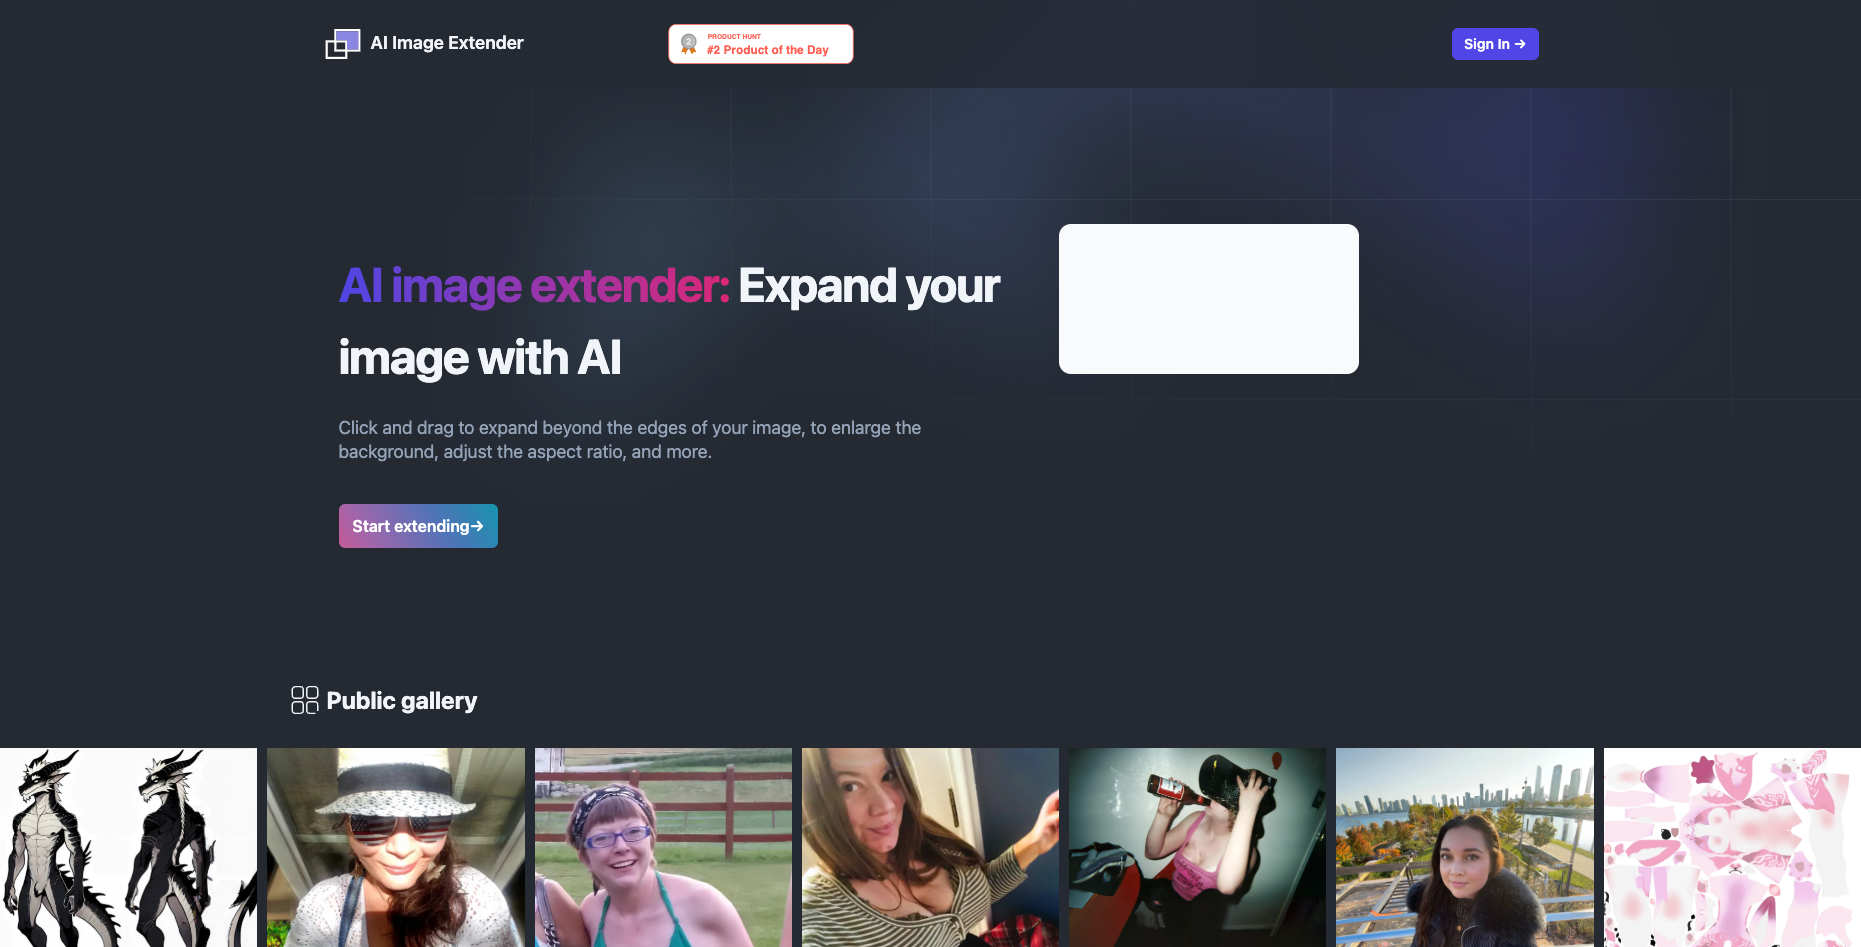 AI Image Extender
2
PRODUCT HUNT
#2 Product of the Day
Sign In →
AI image extender: Expand your
image with AI
Click and drag to expand beyond the edges of your image, to enlarge the
background, adjust the aspect ratio, and more.
Start extending→
Public gallery